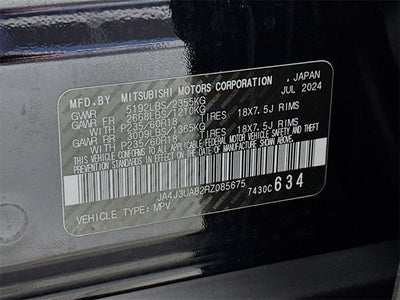 MFD.BY MITSUBISHI MOTORS CORPORATION , JAPAN
JUL 2024
GVWR 5192LBS/2355KG
GAWR FR 2668LBS/1210KG
WITH P235/60R18 TIRES 18X7.5J RIMS
GAWR RR 3009LBS/1365KG
WITH P235/60R18 TIRES 18X7.5J RIMS
THIS VEHICLE CONFORMS TO ALL APPLICABLE FEDERAL MOTOR
VEHICLE SAFETY AND THEFT PREVENTION STANDARDS IN EFFECT ON
THE DATE OF MANUFACTURE SHOWN ABOVE.
JA4J3UA82RZ085675 7430C634
VEHICLE TYPE: MPV